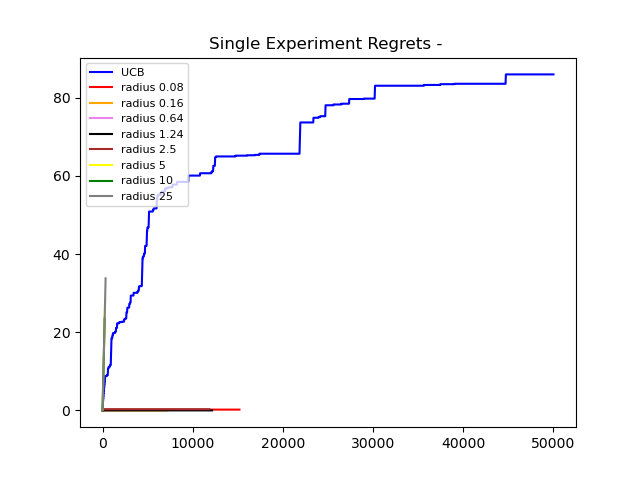 Single Experiment Regrets -
UCB
radius 0.08
radius 0.16
radius 0.64
radius 1.24
radius 2.5
radius 5
radius 10
radius 25
80
60
40
20
0
0 10000 20000 30000 40000 50000